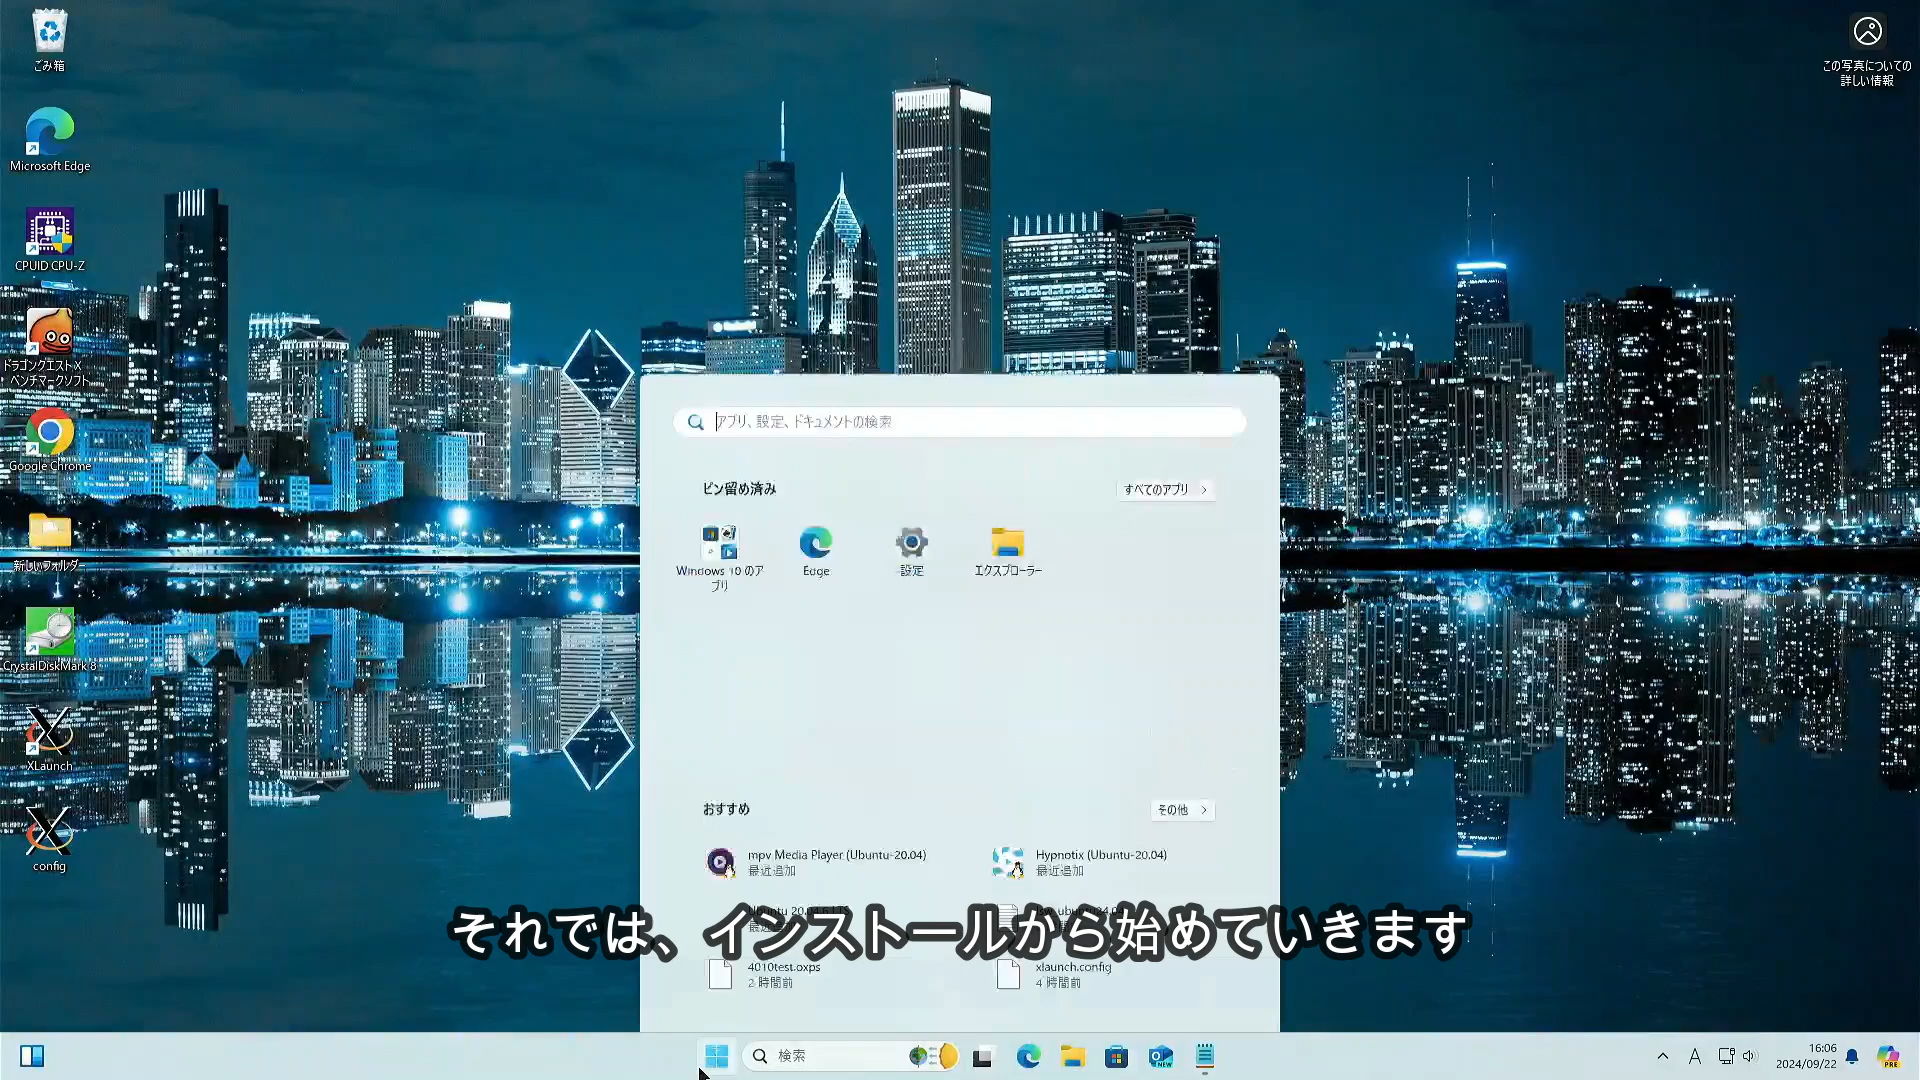 ごみ箱
Microsoft Edge
CPUID CPU-Z
ドラゴンクエストX
ベンチマークソフト
Google Chrome
新しいフォルダー
CrystalDiskMark 8
XLaunch
config
この写真についての
詳しい情報
アプリ、設定、ドキュメントの検索
ピン留め済み
すべてのアプリ
Windows 10 のア
プリ
Edge
設定
エクスプローラー
おすすめ
その他
mpv Media Player (Ubuntu-20.04)
最近追加
Hypnotix (Ubuntu-20.04)
最近追加
Ubuntu 20.04.6 LTS
それでは、インストールから始めていきます
4010test.oxps
2 時間前
xlaunch.config
4 時間前
検索
NEW
A
16:06
2024/09/22
PRE